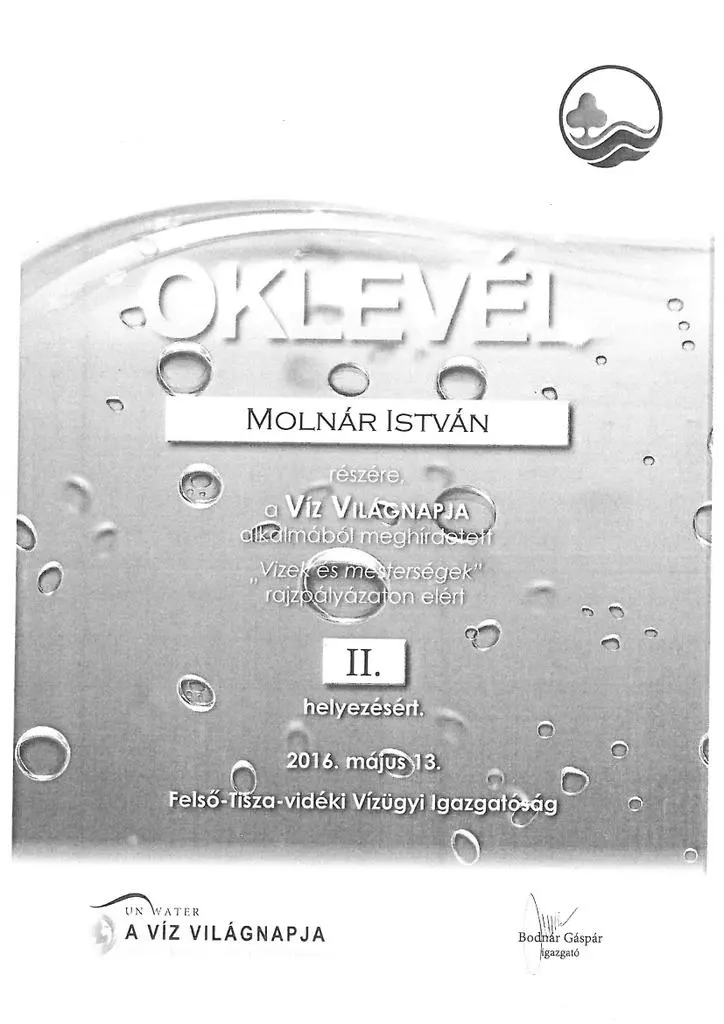 OKLEVÉL
MOLNÁR ISTVÁN
részére,
a VÍZ VILÁGNAPJA
alkalmából meghirdetett
„Vizek és mesterségek”
rajzpályázaton elért
II.
helyezésért.
2016. május 13.
Felső-Tisza-vidéki Vízügyi Igazgatóság
UN WATER
A VÍZ VILÁGNAPJA
Bodnár Gáspár
igazgató